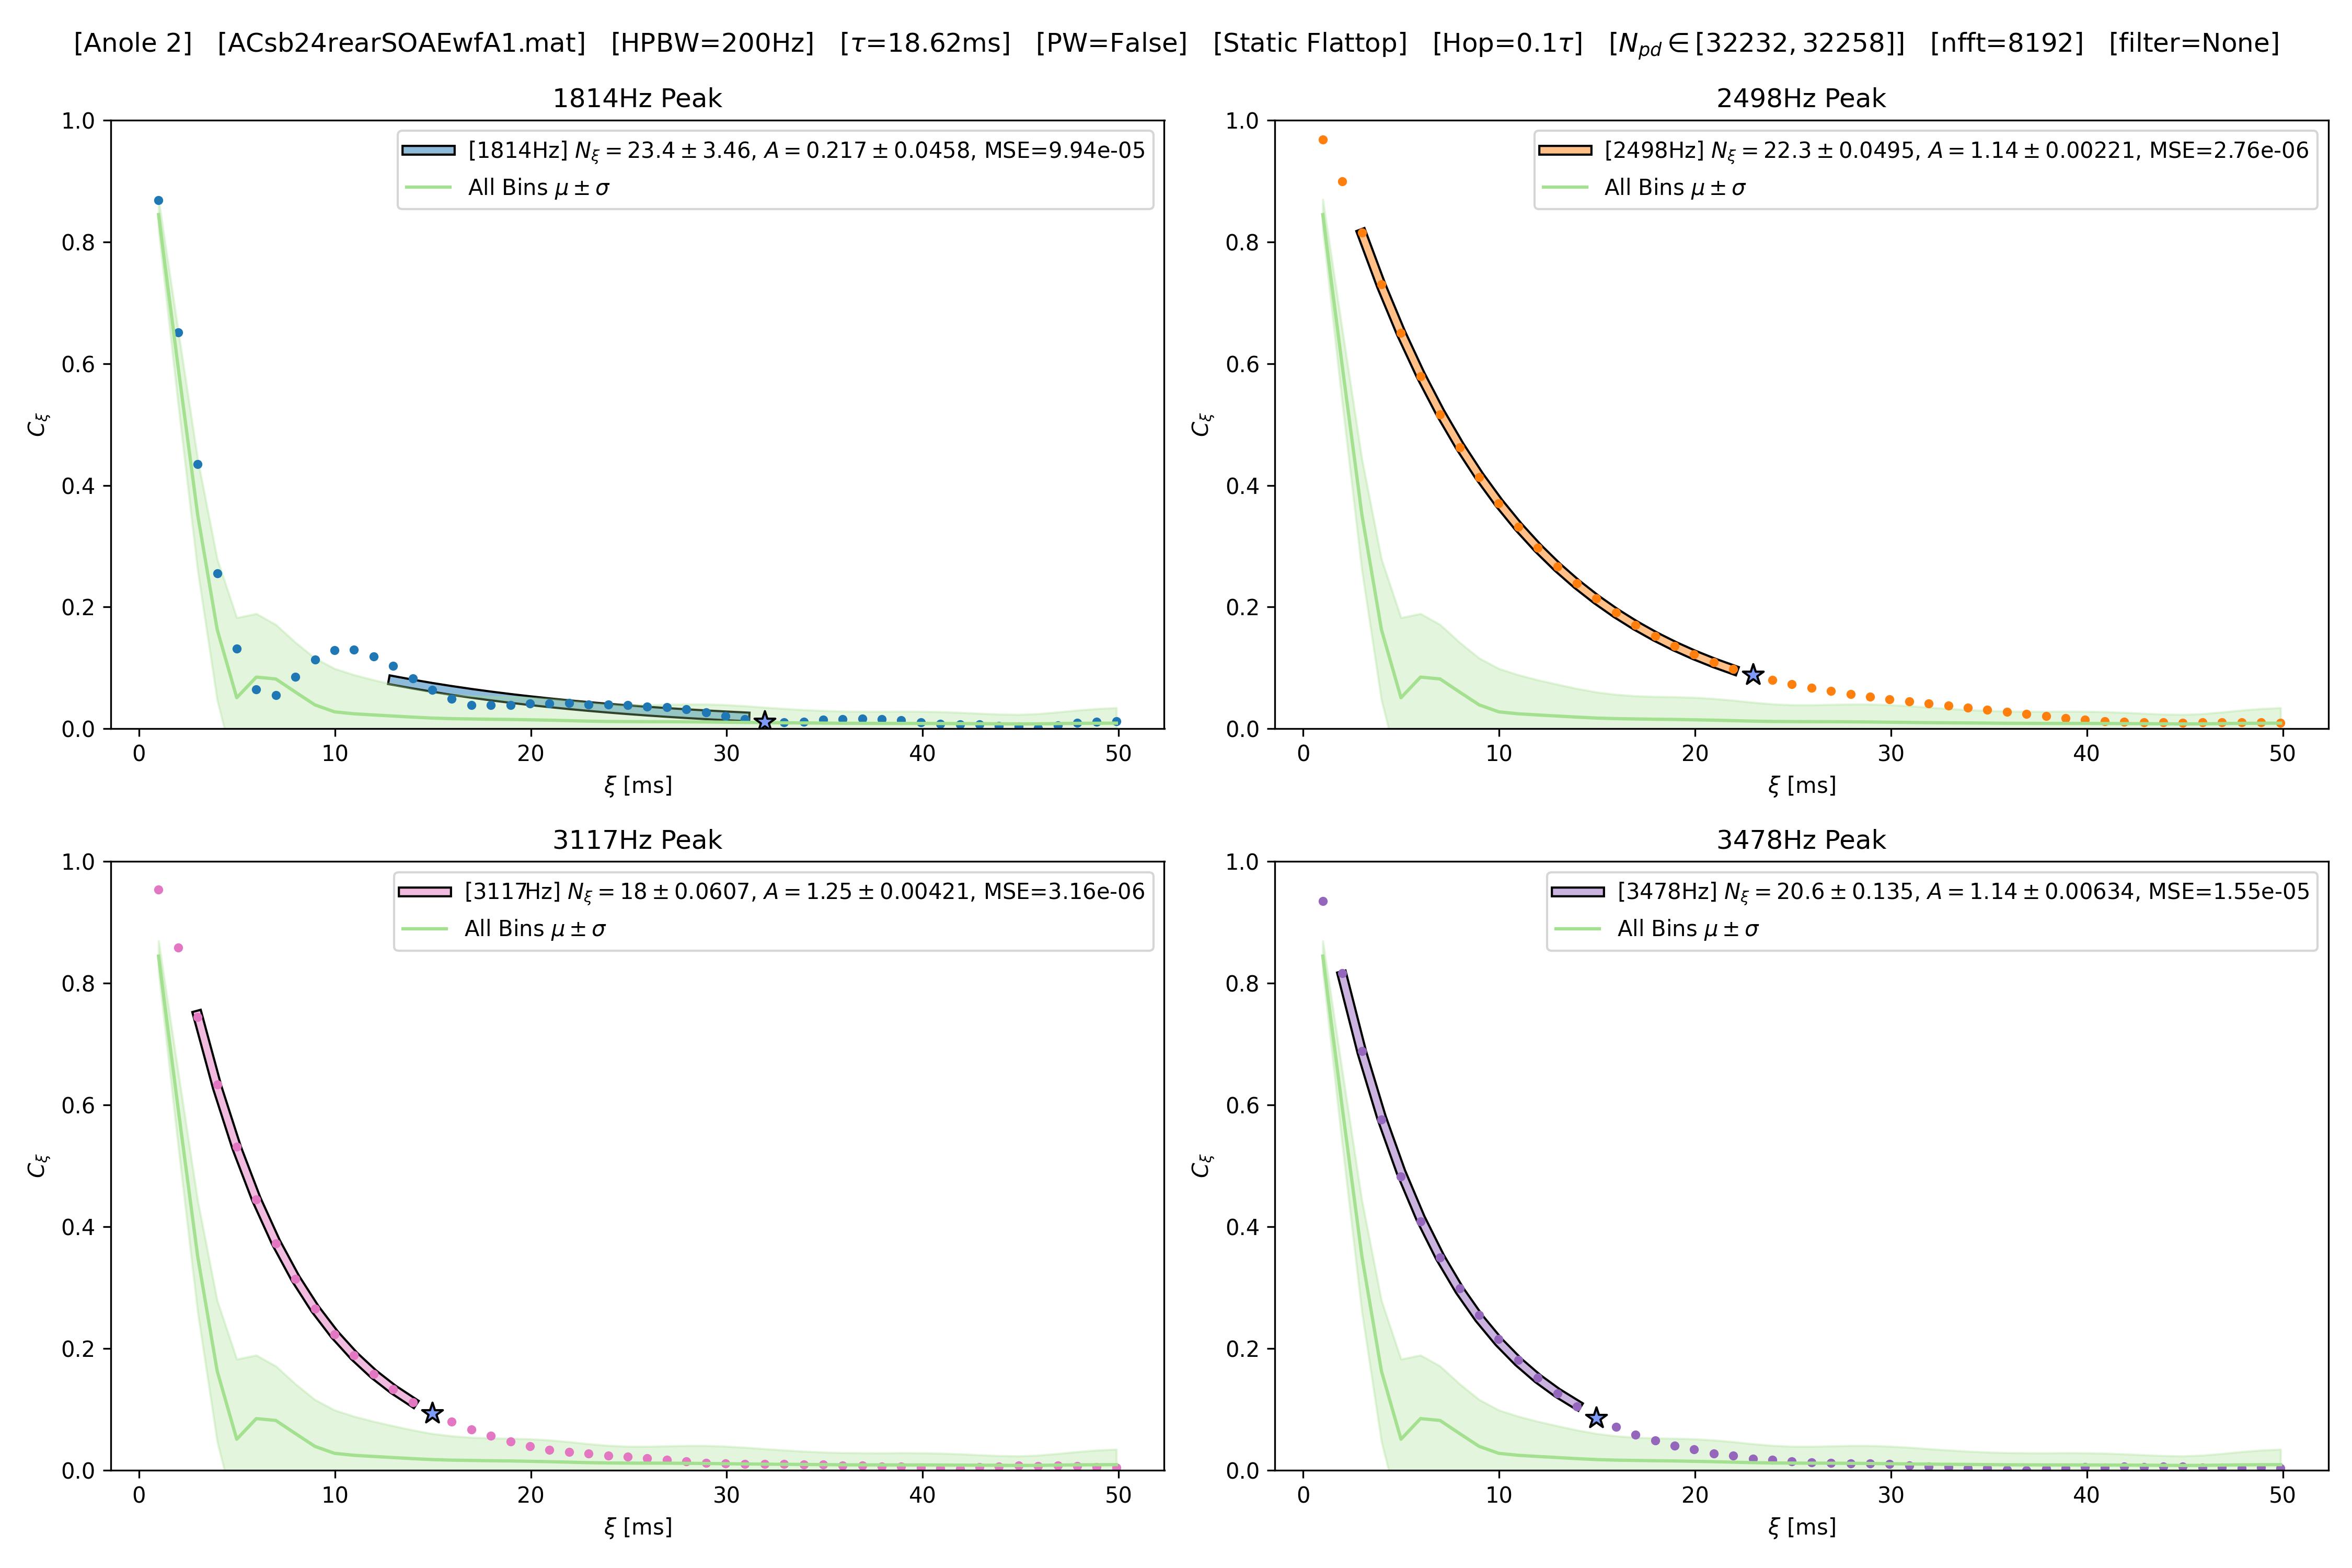 [Anole 2] [ACsb24rearSOAEwfA1.mat] [HPBW=200Hz] [τ=18.62ms] [PW=False] [Static Flattop] [Hop=0.1τ] [N_pd ∈ [32232, 32258]] [nfft=8192] [filter=None]
1814Hz Peak
[1814Hz] N_ξ = 23.4 ± 3.46, A = 0.217 ± 0.0458, MSE=9.94e-05
All Bins μ ± σ
1.0
0.8
0.6
0.4
0.2
0.0
C_ξ
0 10 20 30 40 50
ξ [ms]
2498Hz Peak
[2498Hz] N_ξ = 22.3 ± 0.0495, A = 1.14 ± 0.00221, MSE=2.76e-06
All Bins μ ± σ
1.0
0.8
0.6
0.4
0.2
0.0
C_ξ
0 10 20 30 40 50
ξ [ms]
3117Hz Peak
[3117Hz] N_ξ = 18 ± 0.0607, A = 1.25 ± 0.00421, MSE=3.16e-06
All Bins μ ± σ
1.0
0.8
0.6
0.4
0.2
0.0
C_ξ
0 10 20 30 40 50
ξ [ms]
3478Hz Peak
[3478Hz] N_ξ = 20.6 ± 0.135, A = 1.14 ± 0.00634, MSE=1.55e-05
All Bins μ ± σ
1.0
0.8
0.6
0.4
0.2
0.0
C_ξ
0 10 20 30 40 50
ξ [ms]